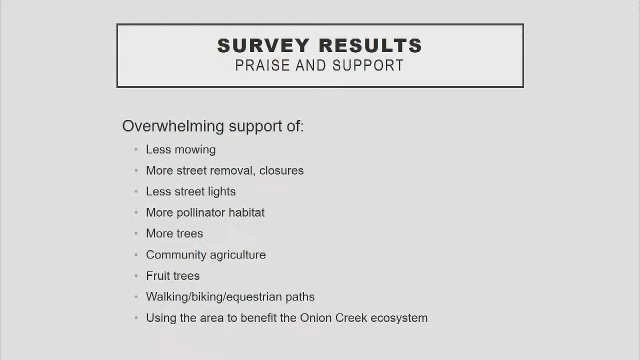 SURVEY RESULTS
PRAISE AND SUPPORT
Overwhelming support of:
• Less mowing
• More street removal, closures
• Less street lights
• More pollinator habitat
• More trees
• Community agriculture
• Fruit trees
• Walking/biking/equestrian paths
• Using the area to benefit the Onion Creek ecosystem